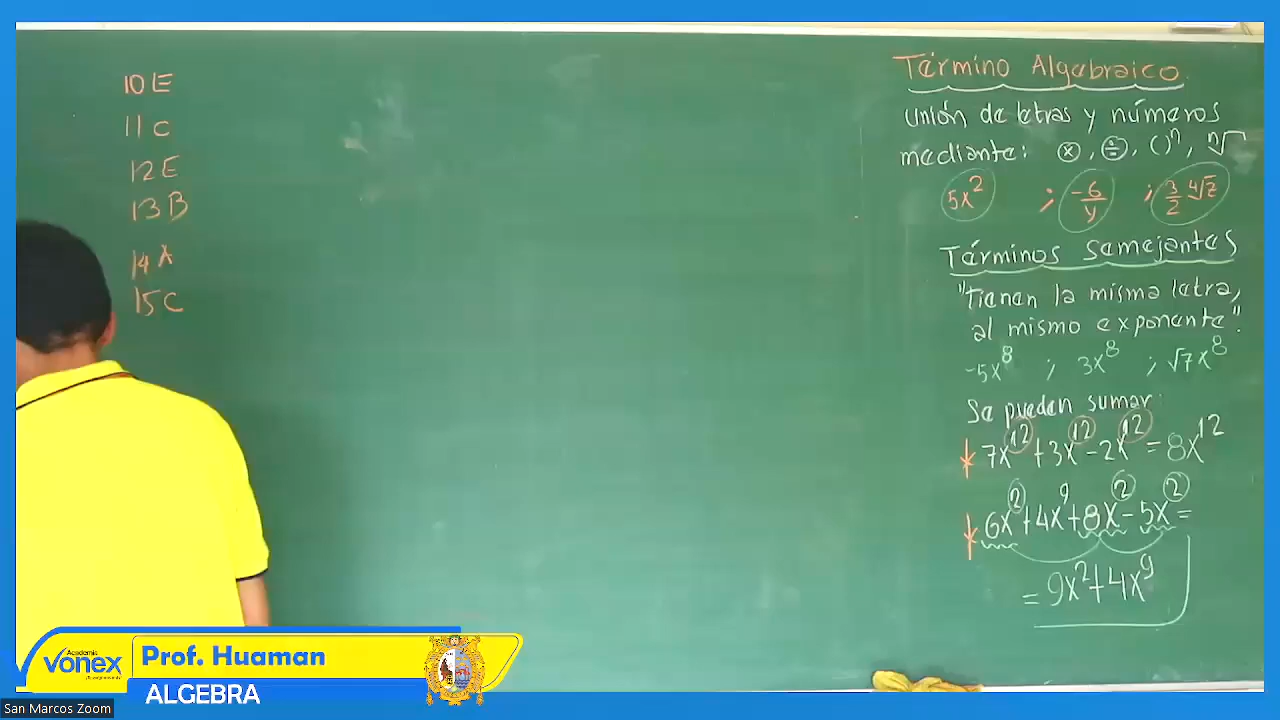 10 E
11 C
12 E
13 B
14 A
15 C
Término Algebraico.
Unión de letras y números
mediante: ⊗, ⊕, ( )ⁿ, ⁿ√
5x² ; -6/y ; 3/2 ⁴√z
Términos semejantes
"Tienen la misma letra,
al mismo exponente".
-5x⁸ ; 3x⁸ ; √7x⁸
Se pueden sumar:
7x¹² + 3x¹² - 2x¹² = 8x¹²
6x² + 4x⁹ + 8x² - 5x² =
= 9x² + 4x⁹
Academia
vonex
Prof. Huaman
ALGEBRA
San Marcos Zoom